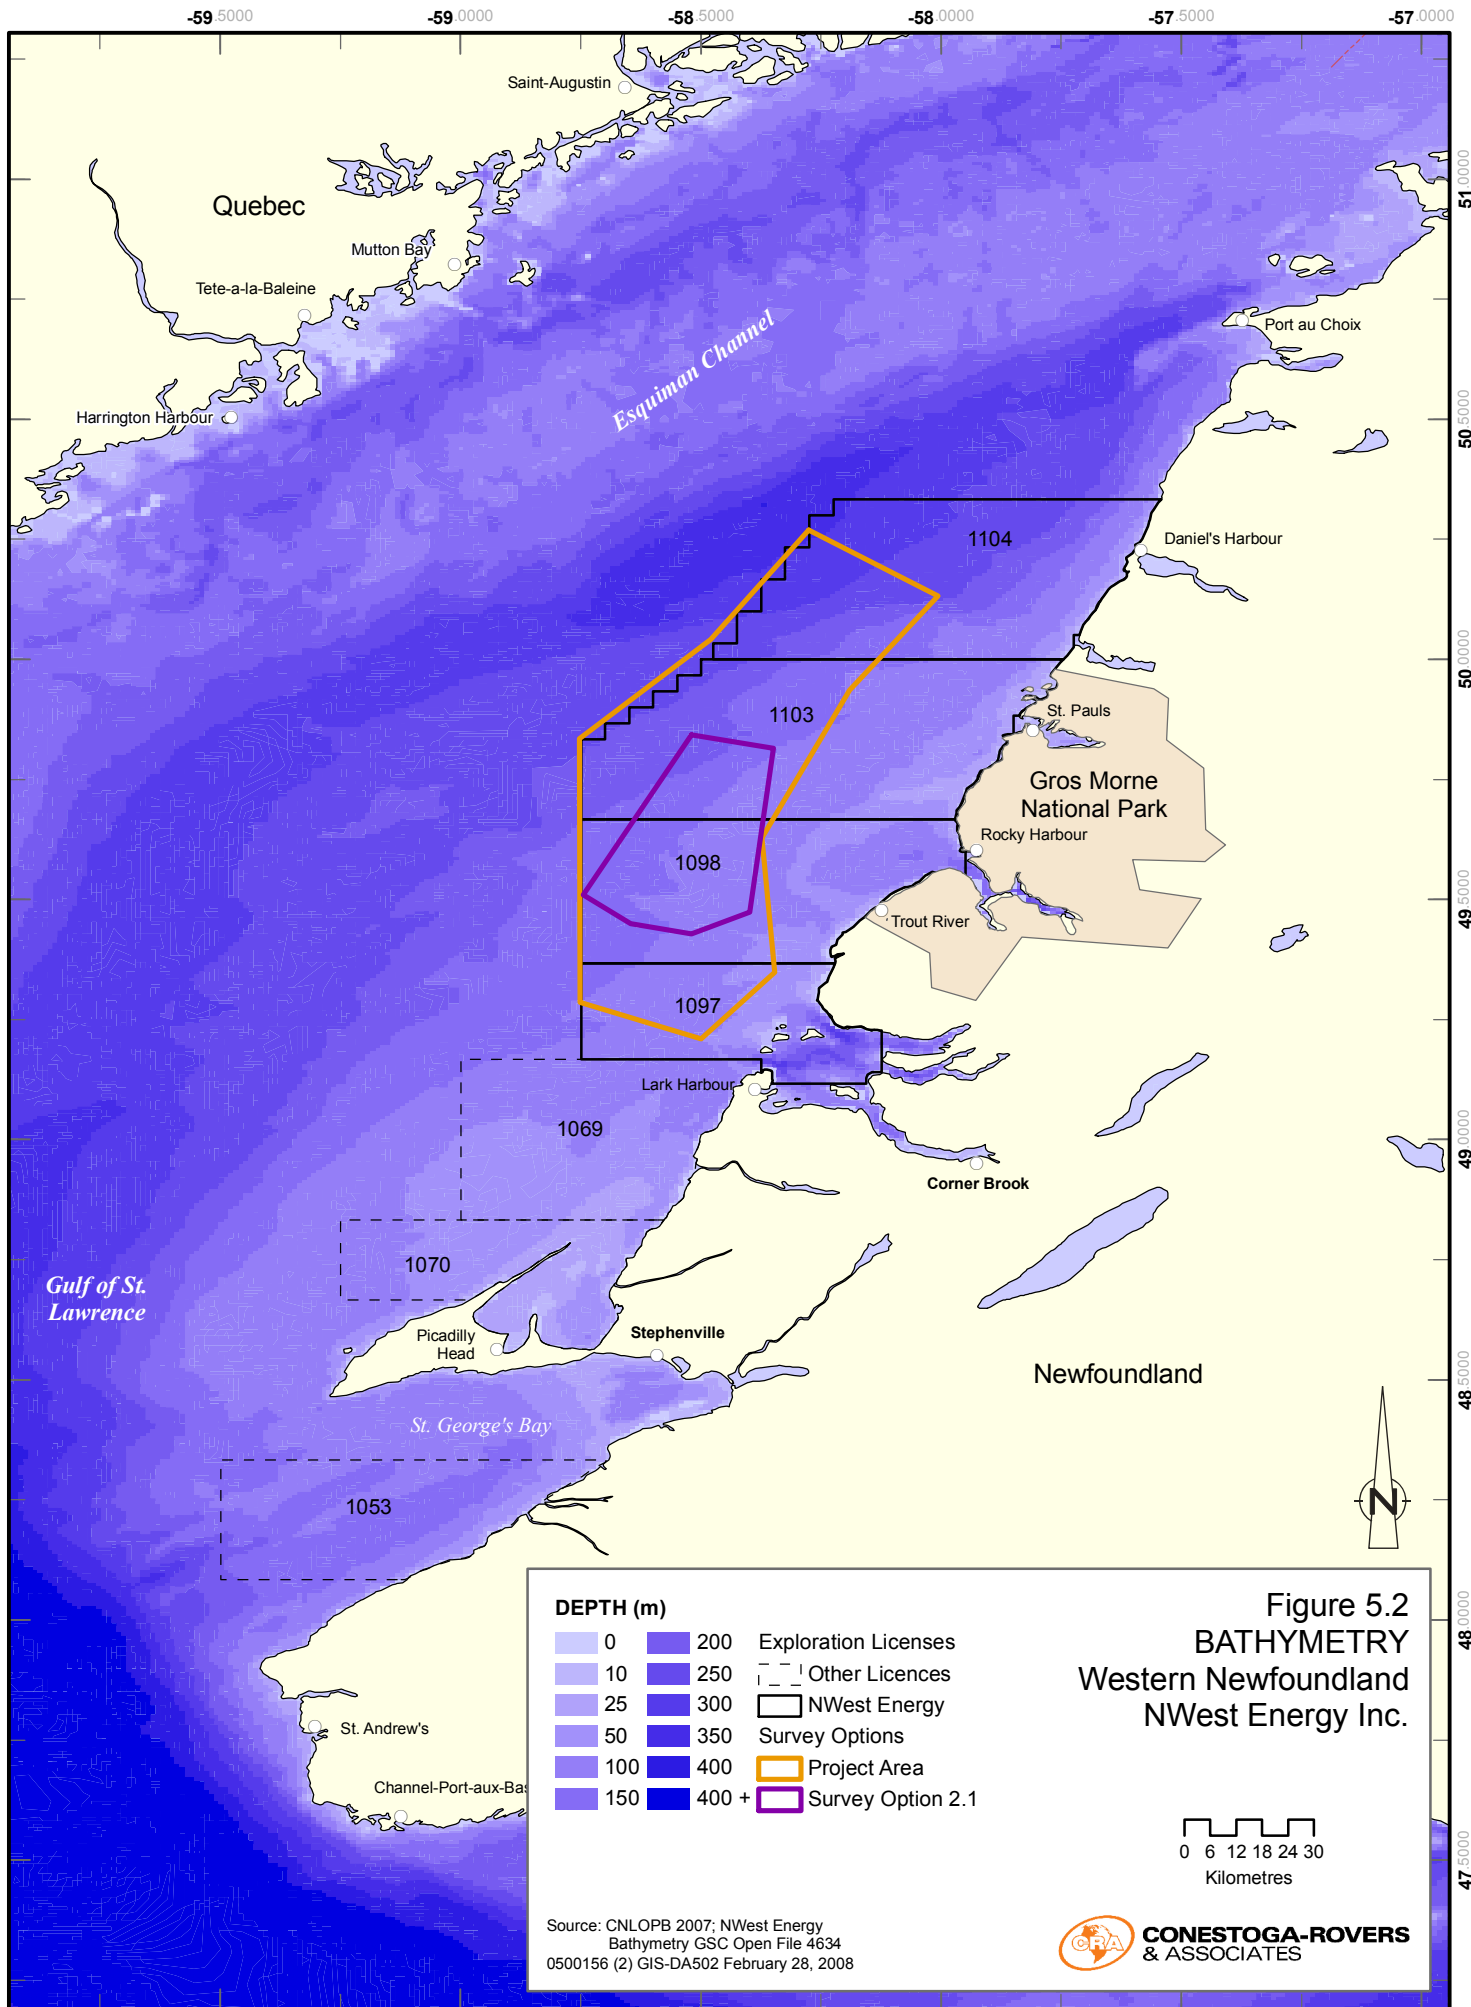 -59.5000
-59.0000
-58.5000
-58.0000
-57.5000
-57.0000
Saint-Augustin
51.0000
Quebec
Mutton Bay
Tete-a-la-Baleine
Port au Choix
Esquiman Channel
Harrington Harbour
50.5000
1104
Daniel's Harbour
50.0000
1103
St. Pauls
Gros Morne
National Park
Rocky Harbour
1098
49.5000
Trout River
1097
Lark Harbour
1069
49.0000
Corner Brook
1070
Gulf of St.
Lawrence
Picadilly
Head
Stephenville
Newfoundland
48.5000
St. George's Bay
1053
N
48.0000
St. Andrew's
Channel-Port-aux-Bas
47.5000
DEPTH (m)
0
10
25
50
100
150
200
250
300
350
400
400 +
Exploration Licenses
Other Licences
NWest Energy
Survey Options
Project Area
Survey Option 2.1
Figure 5.2
BATHYMETRY
Western Newfoundland
NWest Energy Inc.
0 6 12 18 24 30
Kilometres
Source: CNLOPB 2007; NWest Energy
Bathymetry GSC Open File 4634
0500156 (2) GIS-DA502 February 28, 2008
CRA
CONESTOGA-ROVERS
& ASSOCIATES